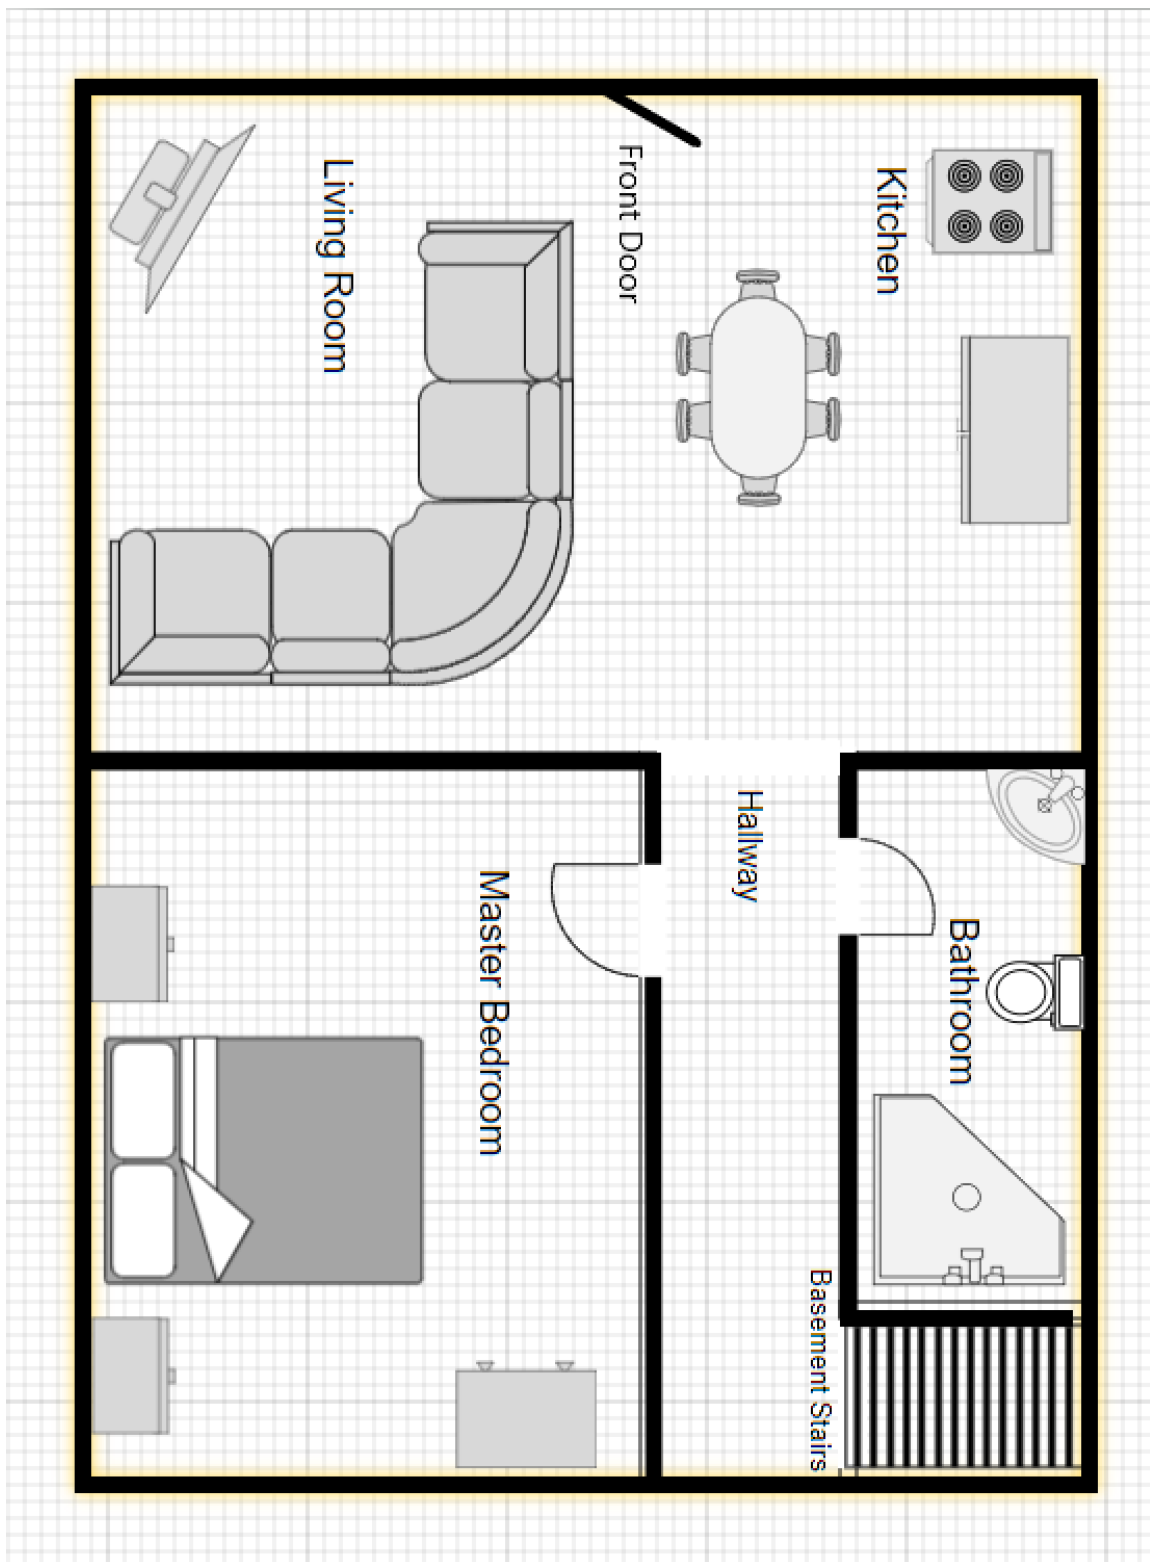 Kitchen
Front Door
Living Room
Hallway
Bathroom
Master Bedroom
Basement Stairs